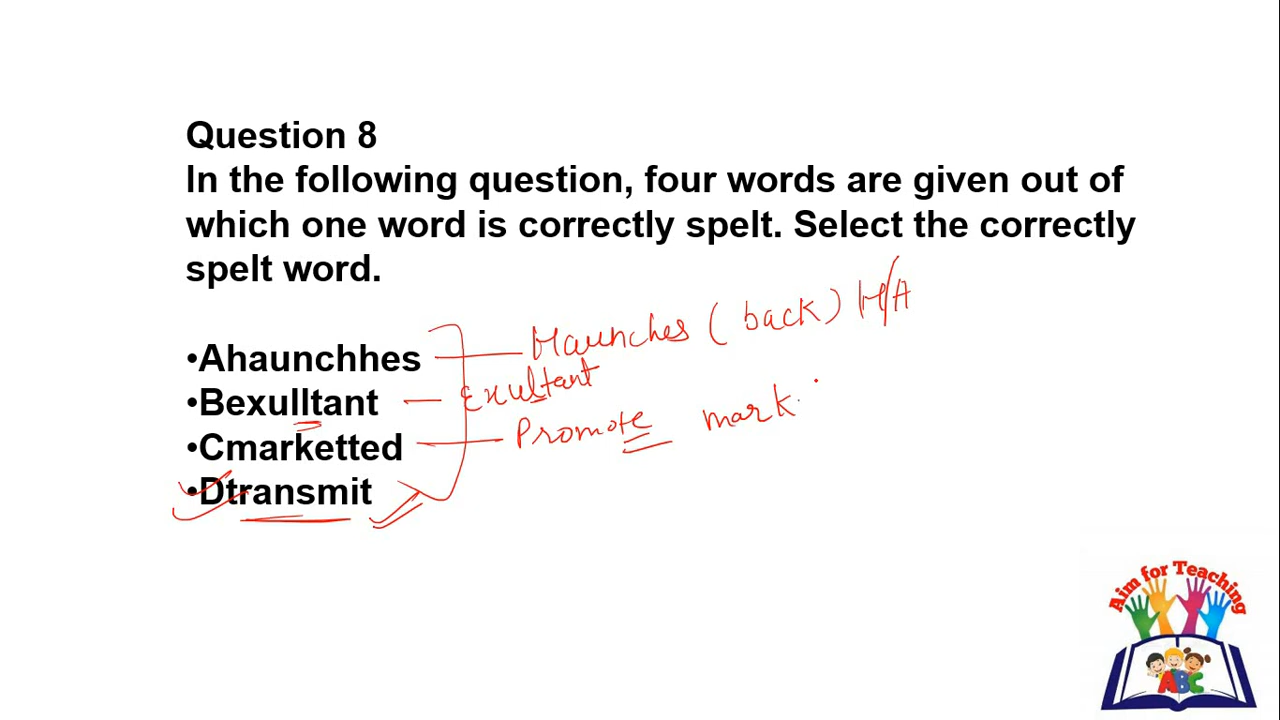 Question 8
In the following question, four words are given out of
which one word is correctly spelt. Select the correctly
spelt word.
•Ahaunchhes
Haunches (back) H/A
•Bexulltant
Exultant
•Cmarketted
Promote mark
•Dtransmit
Aim for Teaching
ABC